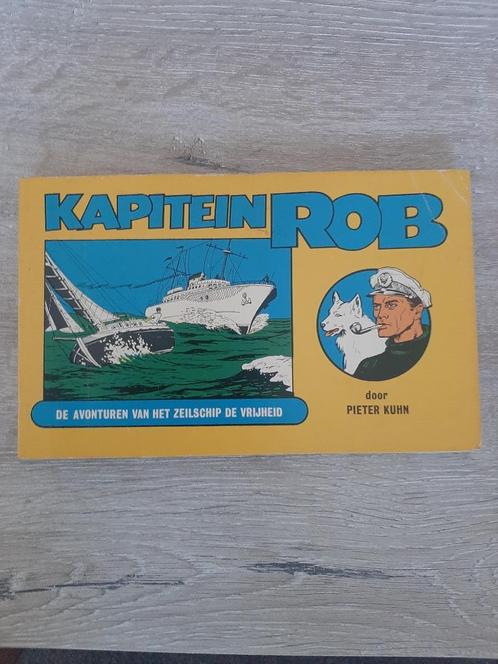 KAPITEIN ROB
DE AVONTUREN VAN HET ZEILSCHIP DE VRIJHEID
door
PIETER KUHN